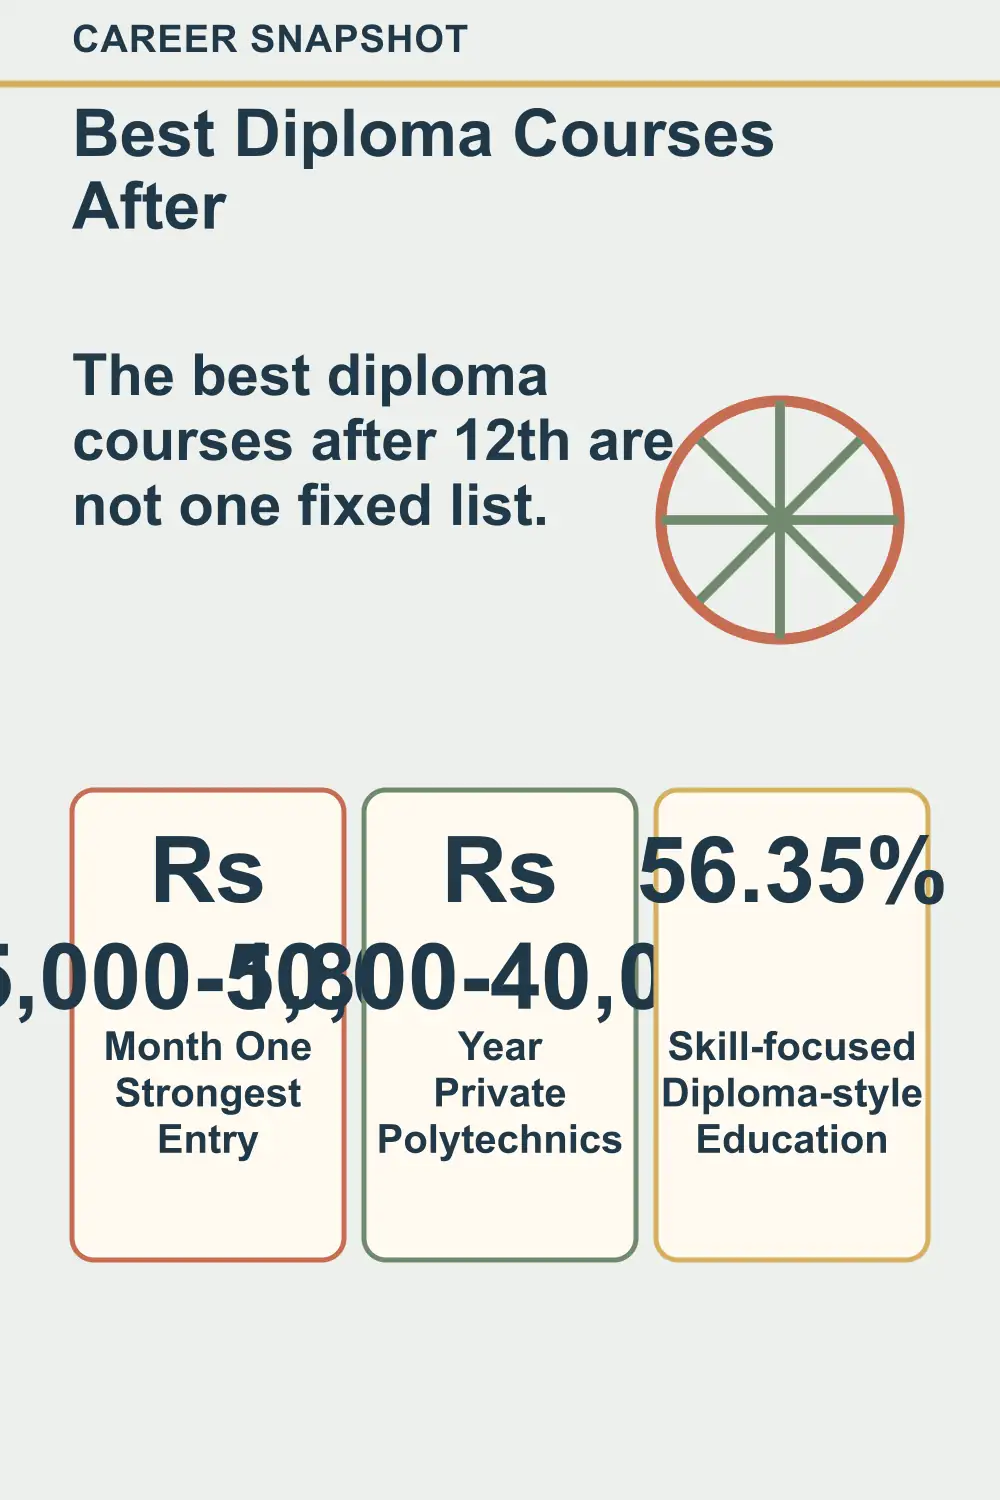 CAREER SNAPSHOT
Best Diploma Courses
After
The best diploma
courses after 12th are
not one fixed list.
Rs
Month One
Strongest
Entry
Rs
Year
Private
Polytechnics
56.35%
Skill-focused
Diploma-style
Education